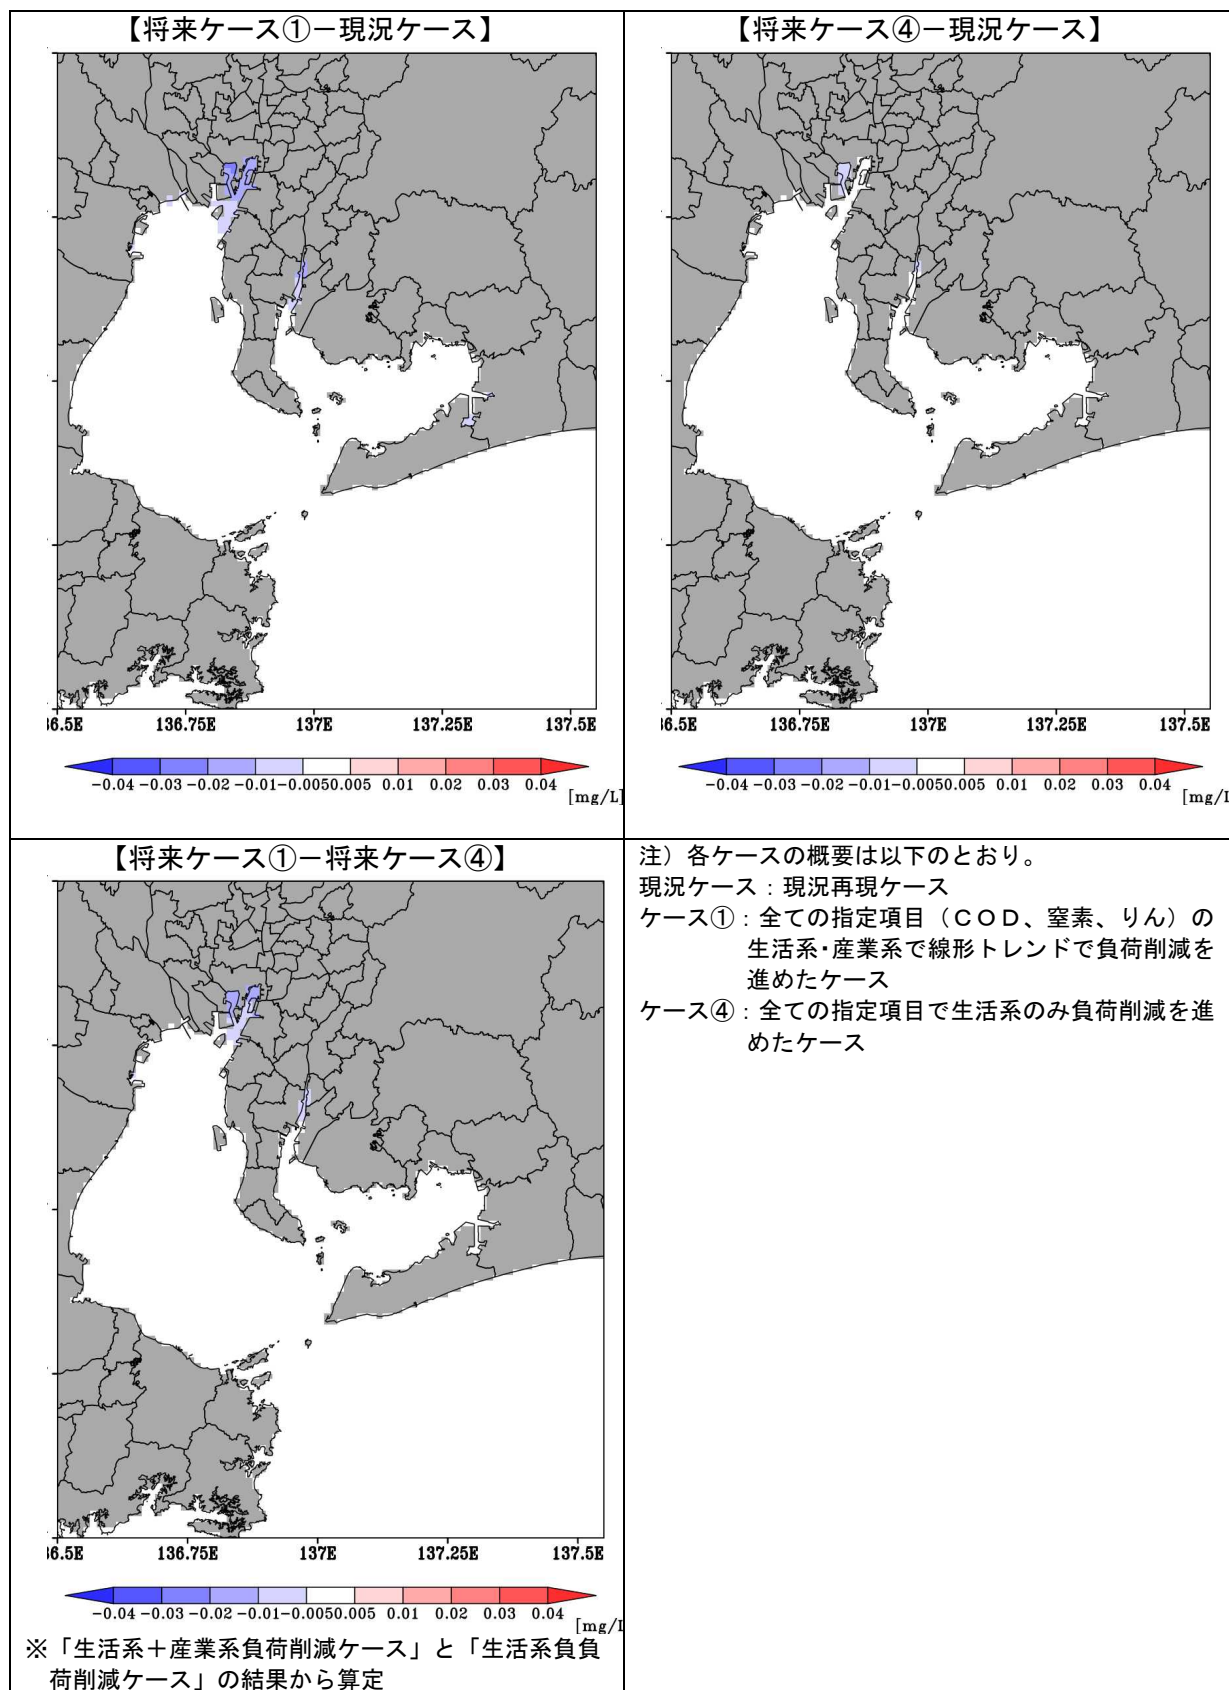 【将来ケース①－現況ケース】
136.75E 137E 137.25E 137.5E
-0.04 -0.03 -0.02 -0.01 -0.005 0.005 0.01 0.02 0.03 0.04
[mg/L]
【将来ケース④－現況ケース】
136.75E 137E 137.25E 137.5E
-0.04 -0.03 -0.02 -0.01 -0.005 0.005 0.01 0.02 0.03 0.04
[mg/L
【将来ケース①－将来ケース④】
136.75E 137E 137.25E 137.5E
-0.04 -0.03 -0.02 -0.01 -0.005 0.005 0.01 0.02 0.03 0.04
[mg/L
※「生活系＋産業系負荷削減ケース」と「生活系負負
荷削減ケース」の結果から算定
注）各ケースの概要は以下のとおり。
現況ケース：現況再現ケース
ケース①：全ての指定項目（ＣＯＤ、窒素、りん）の
生活系・産業系で線形トレンドで負荷削減を
進めたケース
ケース④：全ての指定項目で生活系のみ負荷削減を進
めたケース